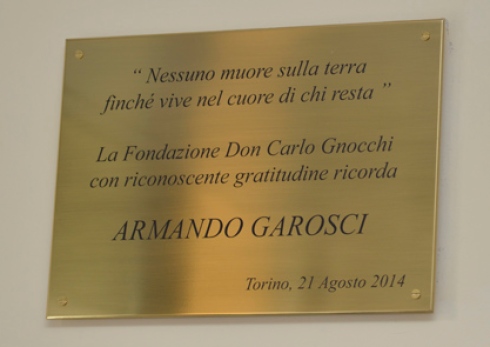 “ Nessuno muore sulla terra
finché vive nel cuore di chi resta ”
La Fondazione Don Carlo Gnocchi
con riconoscente gratitudine ricorda
ARMANDO GAROSCI
Torino, 21 Agosto 2014